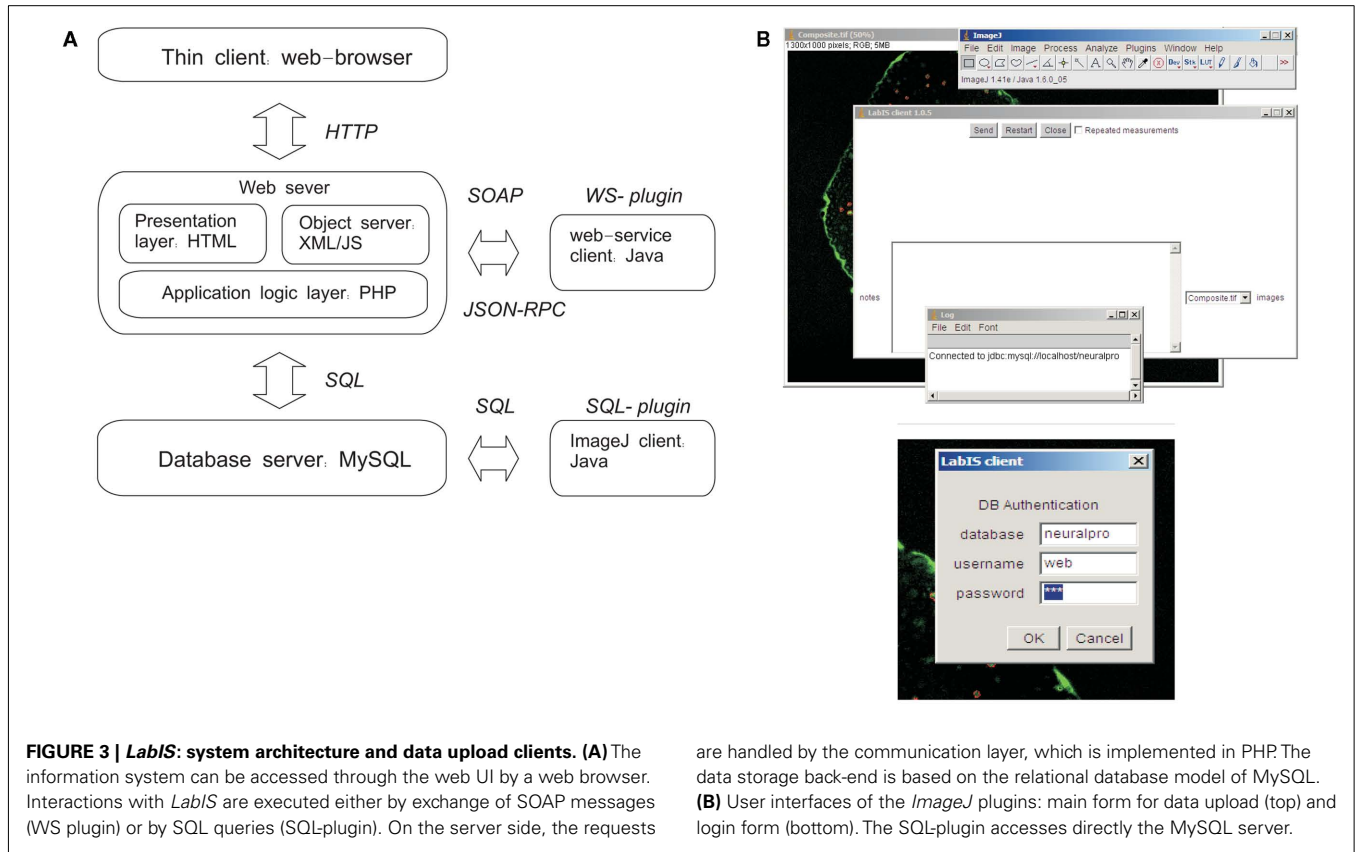 A
Thin client: web-browser
HTTP
Web sever
Presentation
layer: HTML
Object server:
XML/JS
Application logic layer: PHP
SOAP
JSON-RPC
WS- plugin
web-service
client: Java
SQL
Database server: MySQL
SQL
SQL- plugin
ImageJ client:
Java
B
Composite.tif (50%)
1300x1000 pixels; RGB; 5MB
ImageJ
File Edit Image Process Analyze Plugins Window Help
Dev Stk LUT >>
ImageJ 1.41e / Java 1.6.0_05
LabIS client 1.0.5
Send Restart Close Repeated measurements
notes
Composite.tif images
Log
File Edit Font
Connected to jdbc:mysql://localhost/neuralpro
LabIS client
DB Authentication
database neuralpro
username web
password ***
OK Cancel
FIGURE 3 | LabIS: system architecture and data upload clients. (A) The
information system can be accessed through the web UI by a web browser.
Interactions with LabIS are executed either by exchange of SOAP messages
(WS plugin) or by SQL queries (SQL-plugin). On the server side, the requests
are handled by the communication layer, which is implemented in PHP. The
data storage back-end is based on the relational database model of MySQL.
(B) User interfaces of the ImageJ plugins: main form for data upload (top) and
login form (bottom). The SQL-plugin accesses directly the MySQL server.